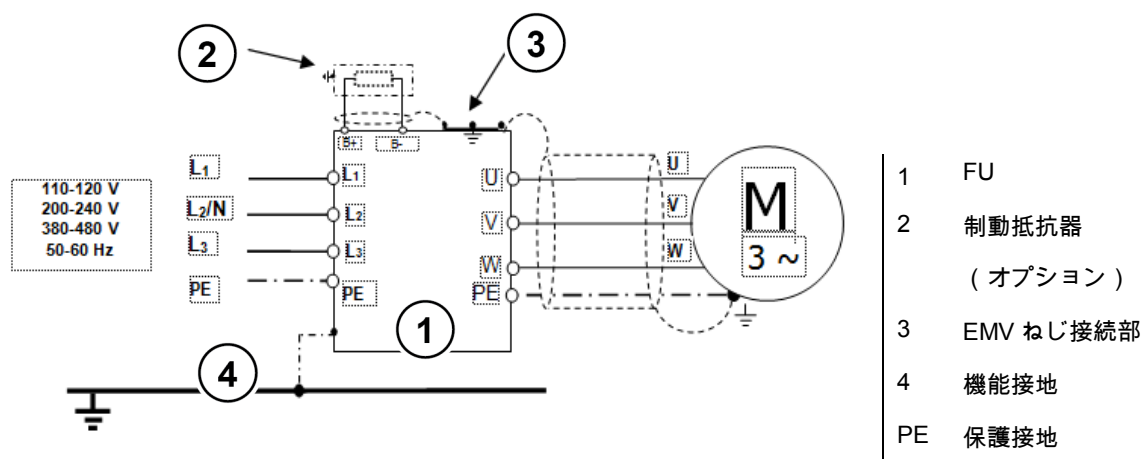 2
3
B+ B-
110-120 V
200-240 V
380-480 V
50-60 Hz
L1
L2/N
L3
PE
L1
L2
L3
PE
U
V
W
PE
U
V
W
M
3 ~
1
4
1 FU
2 制動抵抗器
(オプション)
3 EMV ねじ接続部
4 機能接地
PE 保護接地